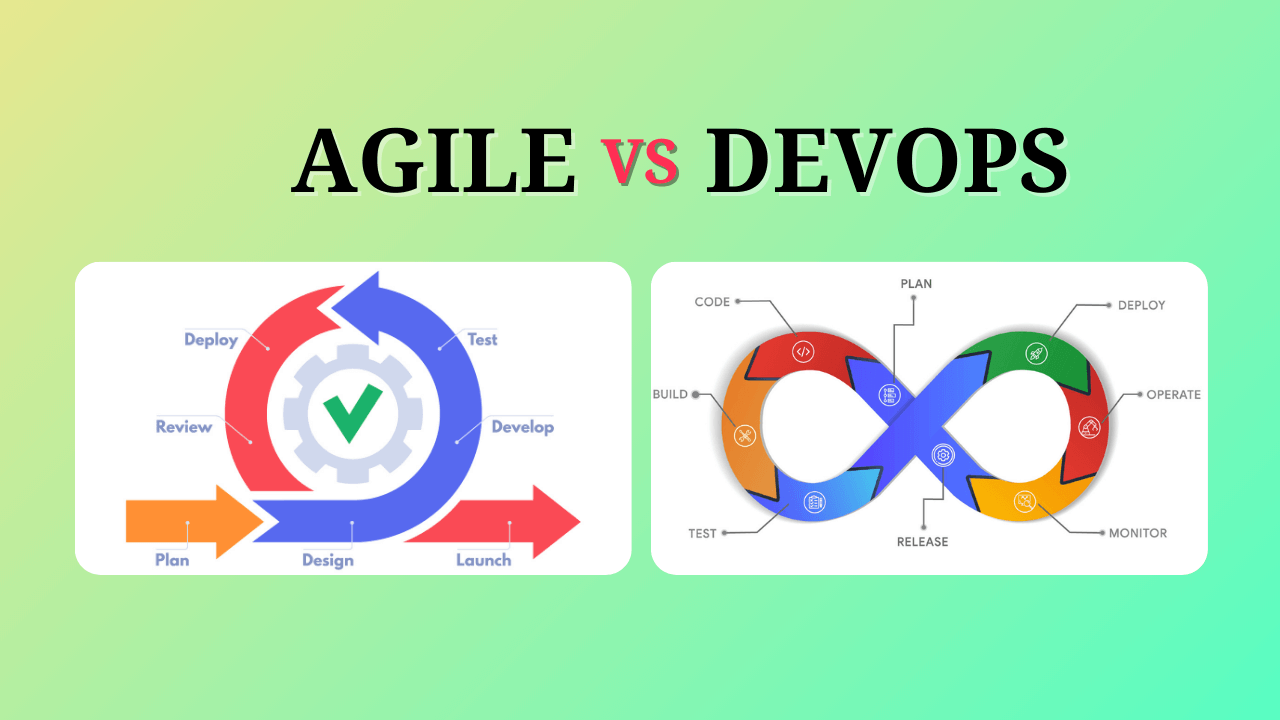 AGILE VS DEVOPS
Deploy
Test
Review
Develop
Plan
Design
Launch
PLAN
CODE
DEPLOY
BUILD
OPERATE
TEST
RELEASE
MONITOR